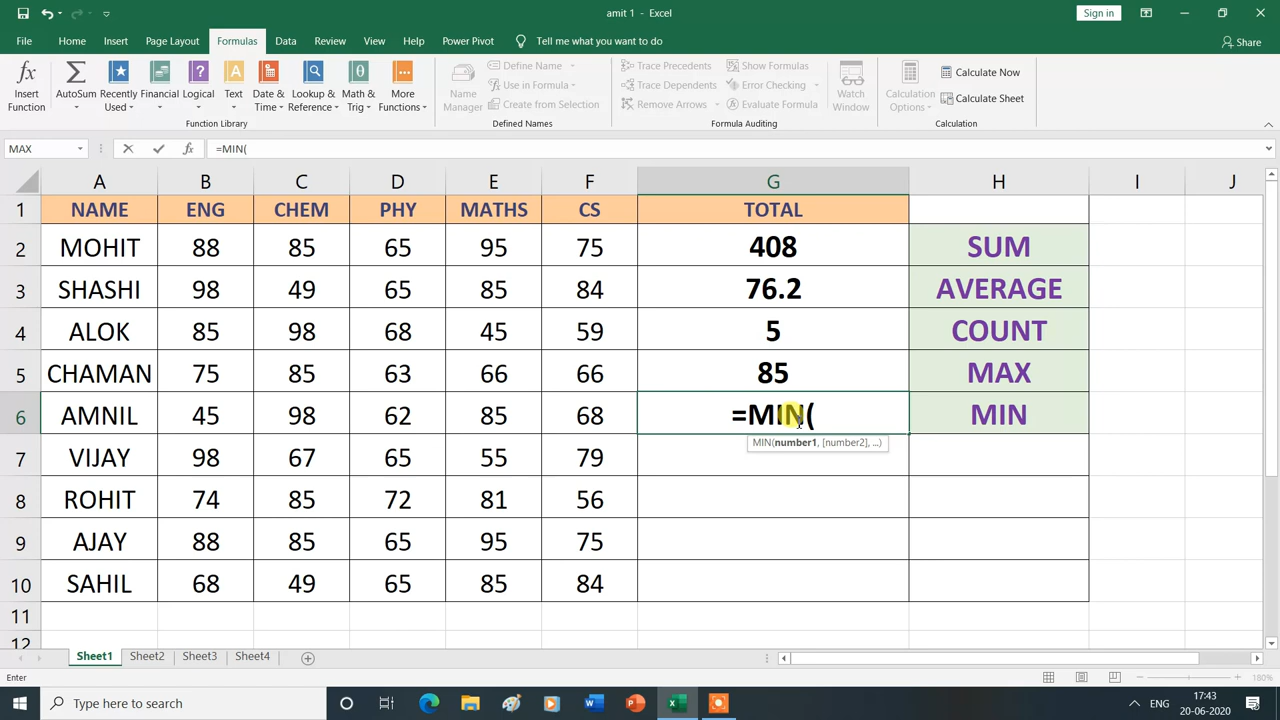 amit 1 - Excel
Sign in
File Home Insert Page Layout Formulas Data Review View Help Power Pivot Tell me what you want to do Share
Insert Function
AutoSum
Recently Used
Financial
Logical
Text
Date & Time
Lookup & Reference
Math & Trig
More Functions
Function Library
Name Manager
Define Name
Use in Formula
Create from Selection
Defined Names
Trace Precedents
Trace Dependents
Remove Arrows
Show Formulas
Error Checking
Evaluate Formula
Formula Auditing
Watch Window
Calculation Options
Calculate Now
Calculate Sheet
Calculation
MAX fx =MIN(
A B C D E F G H I J
1 NAME ENG CHEM PHY MATHS CS TOTAL
2 MOHIT 88 85 65 95 75 408 SUM
3 SHASHI 98 49 65 85 84 76.2 AVERAGE
4 ALOK 85 98 68 45 59 5 COUNT
5 CHAMAN 75 85 63 66 66 85 MAX
6 AMNIL 45 98 62 85 68 =MIN( MIN
MIN(number1, [number2], ...)
7 VIJAY 98 67 65 55 79
8 ROHIT 74 85 72 81 56
9 AJAY 88 85 65 95 75
10 SAHIL 68 49 65 85 84
11
12
Sheet1 Sheet2 Sheet3 Sheet4
Enter 180%
Type here to search
ENG
17:43
20-06-2020